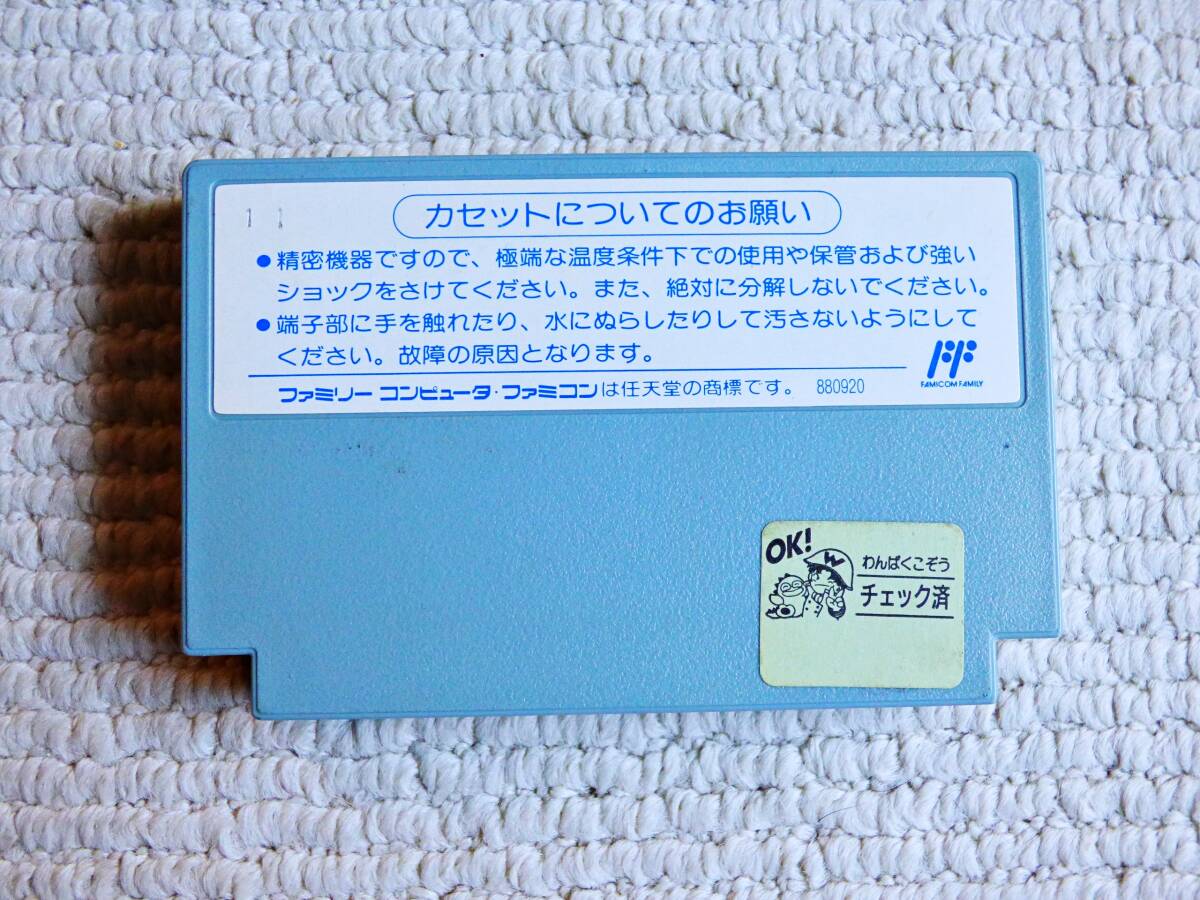 1 1
カセットについてのお願い
●精密機器ですので、極端な温度条件下での使用や保管および強い
ショックをさけてください。また、絶対に分解しないでください。
●端子部に手を触れたり、水にぬらしたりして汚さないようにして
ください。故障の原因となります。
FF
FAMICOM FAMILY
ファミリー コンピュータ・ファミコンは任天堂の商標です。 880920
OK!
W
わんぱくこぞう
チェック済